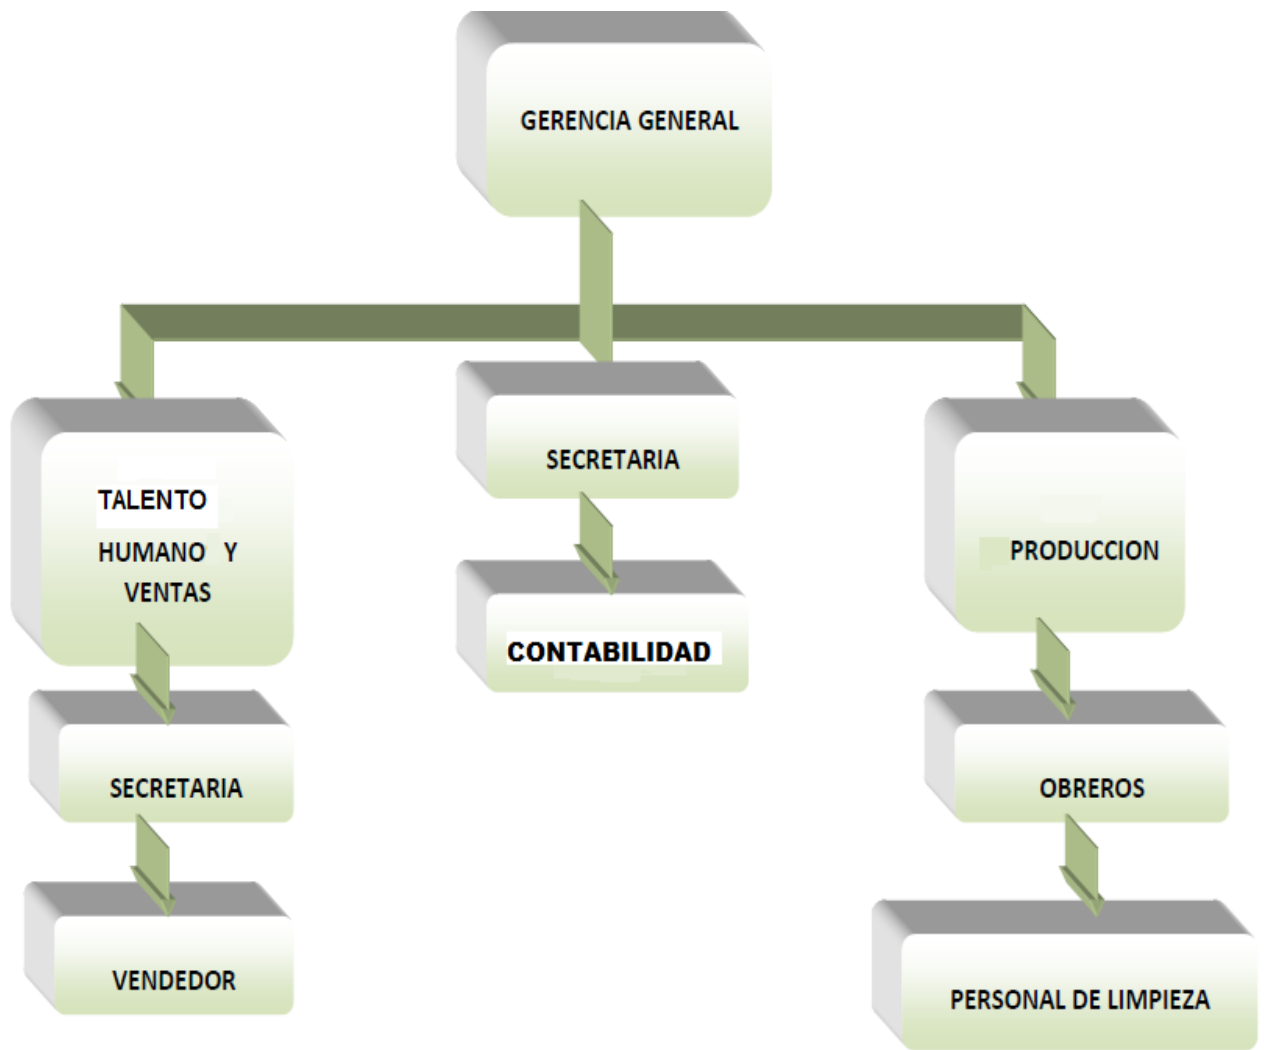 GERENCIA GENERAL
SECRETARIA
TALENTO
HUMANO Y
VENTAS
PRODUCCION
CONTABILIDAD
SECRETARIA
OBREROS
VENDEDOR
PERSONAL DE LIMPIEZA